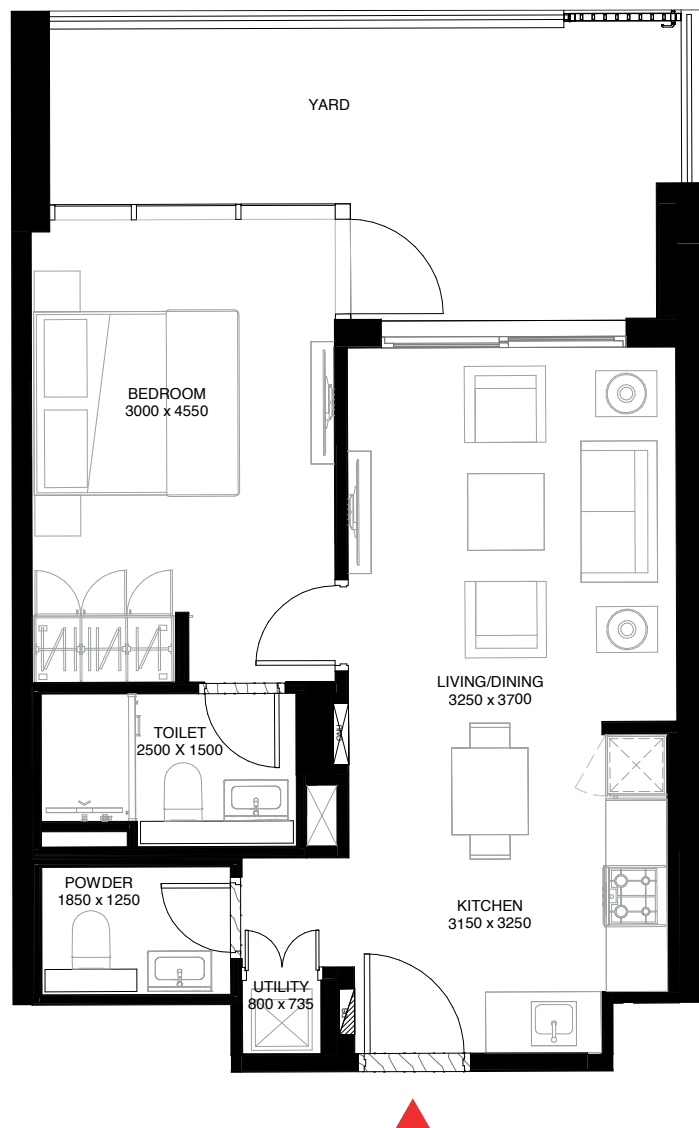 YARD
BEDROOM
3000 x 4550
LIVING/DINING
3250 x 3700
TOILET
2500 X 1500
POWDER
1850 x 1250
KITCHEN
3150 x 3250
UTILITY
800 x 735